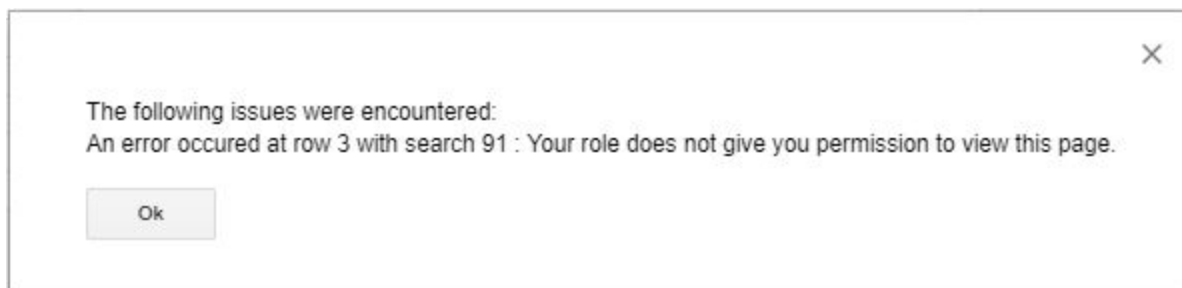 The following issues were encountered:
An error occured at row 3 with search 91 : Your role does not give you permission to view this page.
Ok